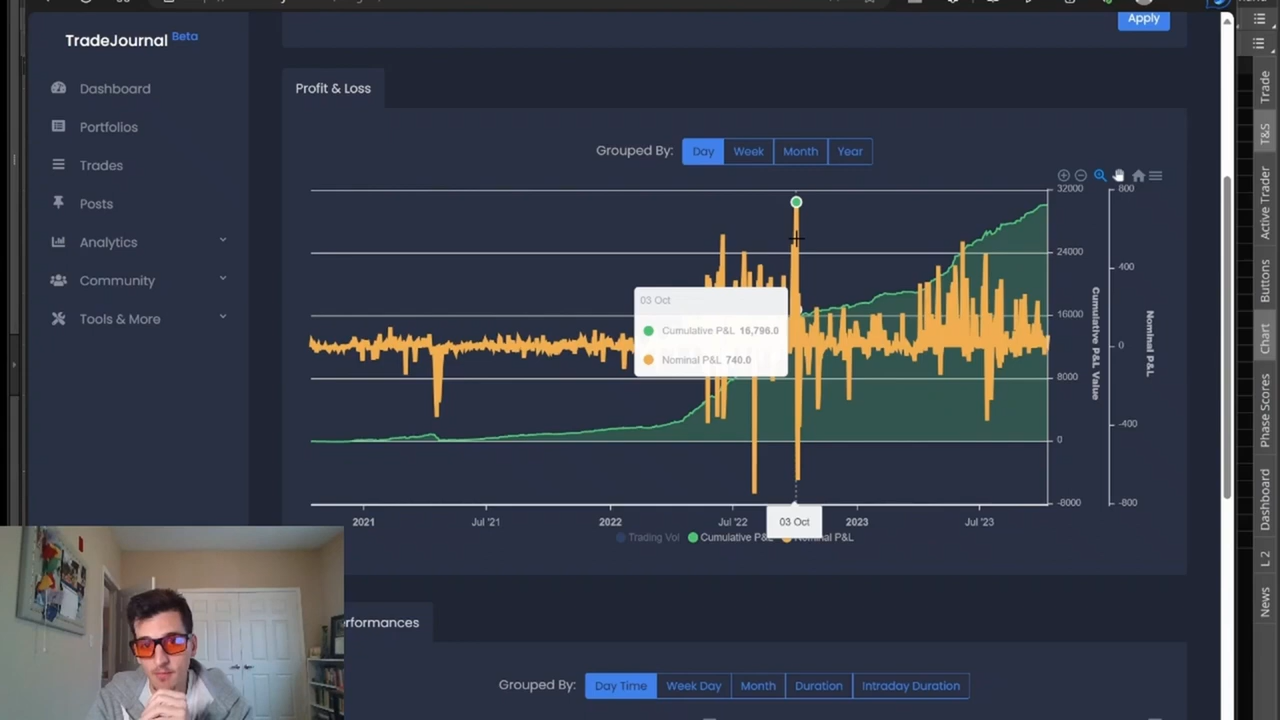 Apply
TradeJournal Beta
Dashboard
Portfolios
Trades
Posts
Analytics
Community
Tools & More
Profit & Loss
Grouped By: Day Week Month Year
32000
24000
16000
8000
0
-8000
Cumulative P&L Value
800
400
0
-400
-800
Nominal P&L
03 Oct
Cumulative P&L 16,796.0
Nominal P&L 740.0
2021 Jul '21 2022 Jul '22 03 Oct 2023 Jul '23
Trading Vol Cumulative P& Nominal P&L
erformances
Grouped By: Day Time Week Day Month Duration Intraday Duration
Trade
T&S
Active Trader
Buttons
Chart
Phase Scores
Dashboard
L 2
News